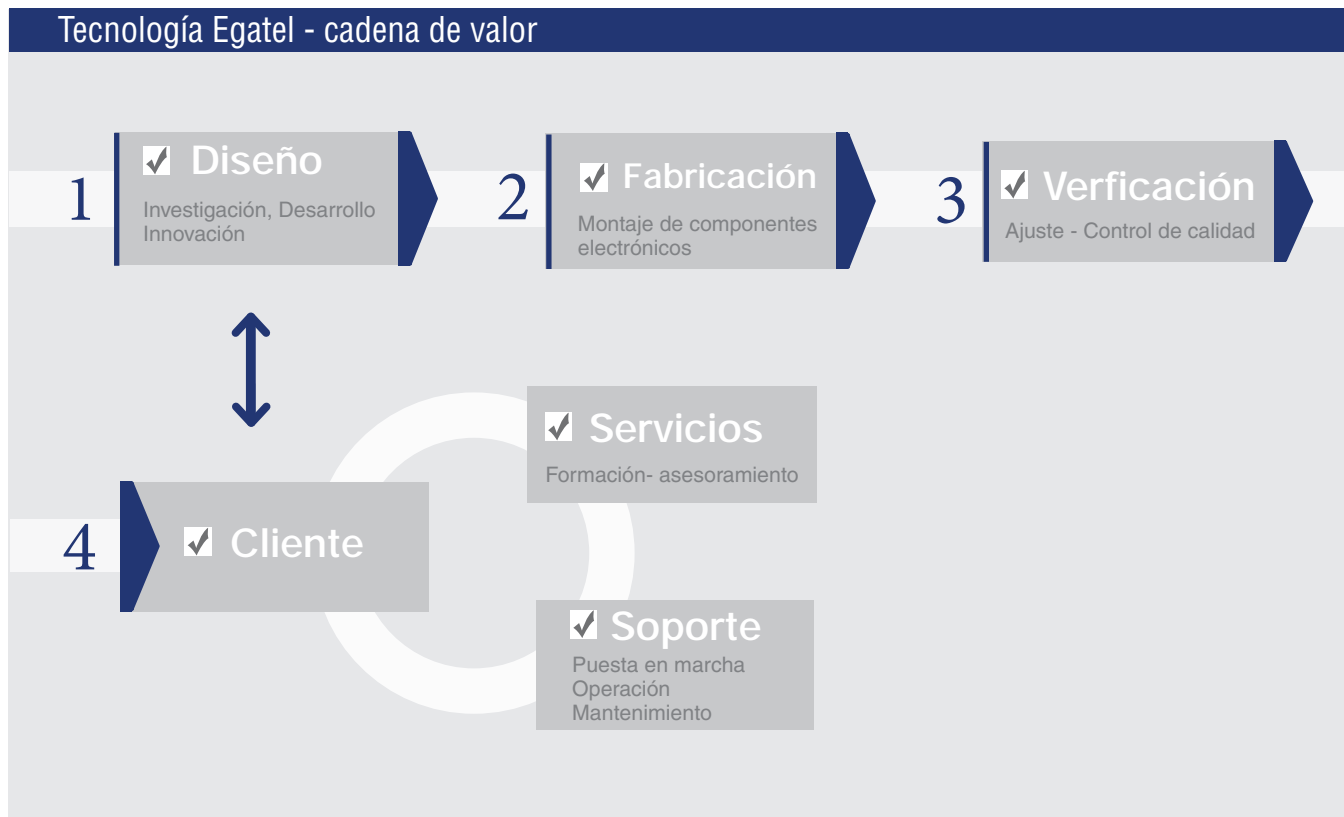 Tecnología Egatel - cadena de valor
1
Diseño
Investigación, Desarrollo
Innovación
2
Fabricación
Montaje de componentes
electrónicos
3
Verficación
Ajuste - Control de calidad
4
Cliente
Servicios
Formación- asesoramiento
Soporte
Puesta en marcha
Operación
Mantenimiento